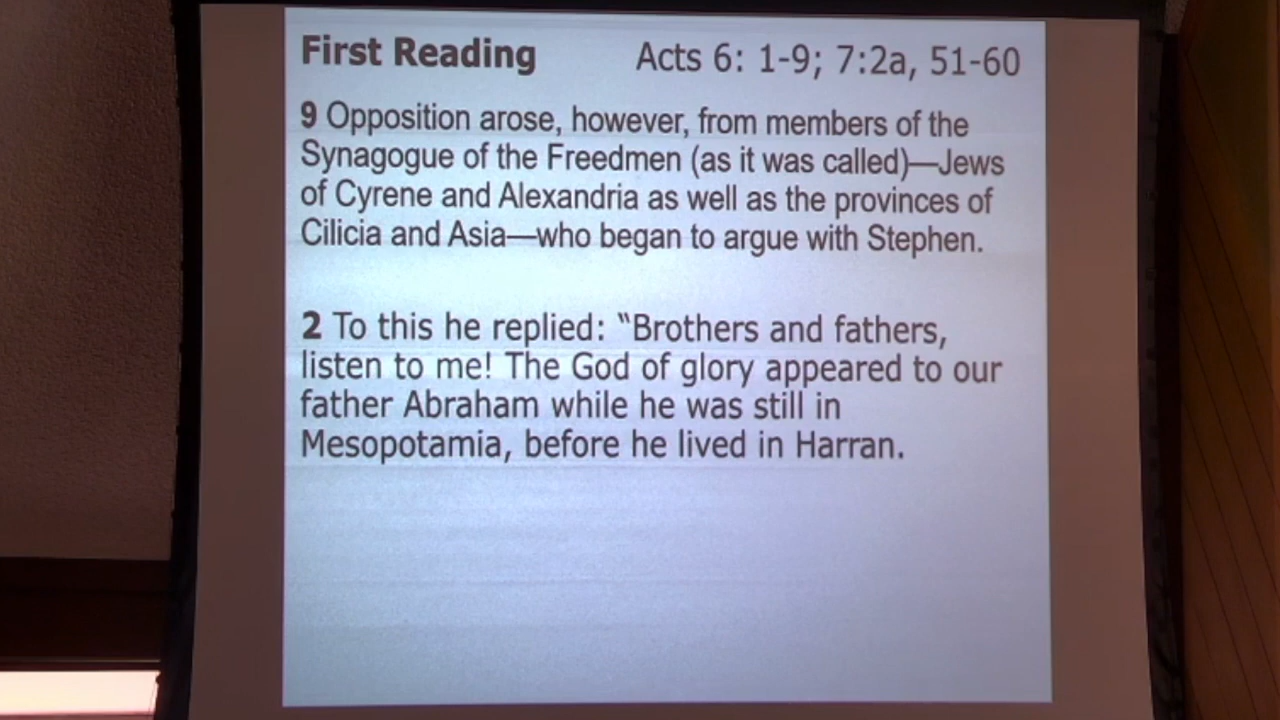 First Reading Acts 6: 1-9; 7:2a, 51-60
9 Opposition arose, however, from members of the
Synagogue of the Freedmen (as it was called)—Jews
of Cyrene and Alexandria as well as the provinces of
Cilicia and Asia—who began to argue with Stephen.
2 To this he replied: “Brothers and fathers,
listen to me! The God of glory appeared to our
father Abraham while he was still in
Mesopotamia, before he lived in Harran.